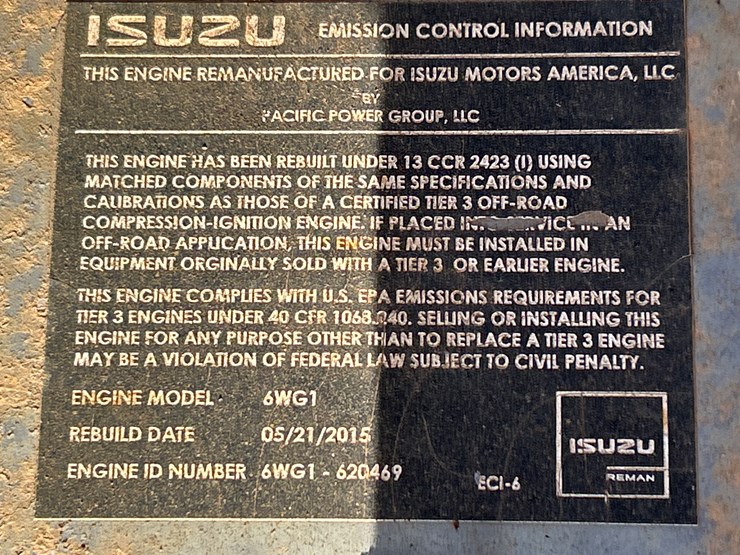 ISUZU EMISSION CONTROL INFORMATION
THIS ENGINE REMANUFACTURED FOR ISUZU MOTORS AMERICA, LLC
BY
PACIFIC POWER GROUP, LLC
THIS ENGINE HAS BEEN REBUILT UNDER 13 CCR 2423 (l) USING
MATCHED COMPONENTS OF THE SAME SPECIFICATIONS AND
CALIBRATIONS AS THOSE OF A CERTIFIED TIER 3 OFF-ROAD
COMPRESSION-IGNITION ENGINE. IF PLACED INTO SERVICE IN AN
OFF-ROAD APPLICATION, THIS ENGINE MUST BE INSTALLED IN
EQUIPMENT ORGINALLY SOLD WITH A TIER 3 OR EARLIER ENGINE.
THIS ENGINE COMPLIES WITH U.S. EPA EMISSIONS REQUIREMENTS FOR
TIER 3 ENGINES UNDER 40 CFR 1068.240. SELLING OR INSTALLING THIS
ENGINE FOR ANY PURPOSE OTHER THAN TO REPLACE A TIER 3 ENGINE
MAY BE A VIOLATION OF FEDERAL LAW SUBJECT TO CIVIL PENALTY.
ENGINE MODEL 6WG1
REBUILD DATE 05/21/2015
ENGINE ID NUMBER 6WG1 - 620469
ECI-6
ISUZU
REMAN